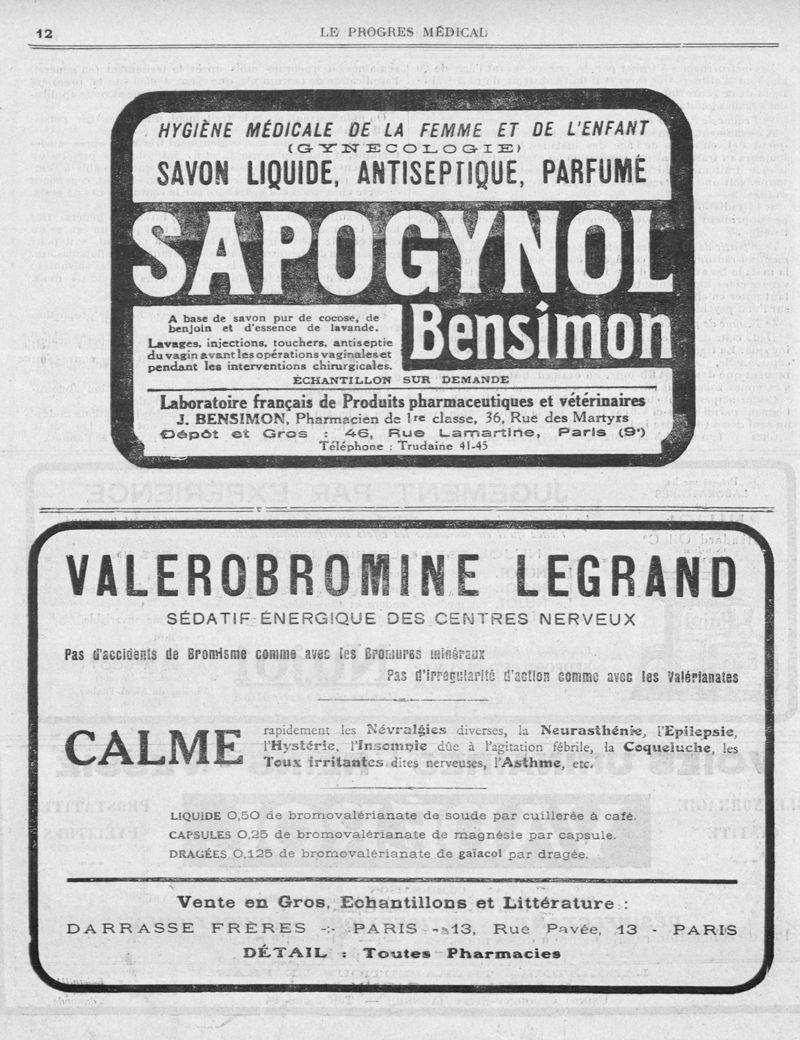 12
LE PROGRES MÉDICAL
HYGIÈNE MÉDICALE DE LA FEMME ET DE L'ENFANT
(GYNECOLOGIE)
SAVON LIQUIDE, ANTISEPTIQUE, PARFUMÉ
SAPOGYNOL
Bensimon
A base de savon pur de cocose, de
benjoin et d'essence de lavande.
Lavages, injections, touchers, antiseptie
du vagin avant les opérations vaginales et
pendant les interventions chirurgicales.
ÉCHANTILLON SUR DEMANDE
Laboratoire français de Produits pharmaceutiques et vétérinaires
J. BENSIMON, Pharmacien de 1re classe, 36, Rue des Martyrs
Dépôt et Gros : 46, Rue Lamartine, Paris (9e)
Téléphone : Trudaine 41-45
VALEROBROMINE LEGRAND
SÉDATIF ÉNERGIQUE DES CENTRES NERVEUX
Pas d'accidents de Bromisme comme avec les Bromures minéraux
Pas d'irrégularité d'action comme avec les Valérianates
CALME
rapidement les Névralgies diverses, la Neurasthénie, l'Epilepsie,
l'Hystérie, l'Insomnie dûe à l'agitation fébrile, la Coqueluche, les
Toux irritantes dites nerveuses, l'Asthme, etc.
LIQUIDE 0,50 de bromovalérianate de soude par cuillerée à café.
CAPSULES 0,25 de bromovalérianate de magnésie par capsule.
DRAGÉES 0,125 de bromovalérianate de gaïacol par dragée.
Vente en Gros, Echantillons et Littérature :
DARRASSE FRÈRES -:- PARIS - 13, Rue Pavée, 13 - PARIS
DÉTAIL : Toutes Pharmacies